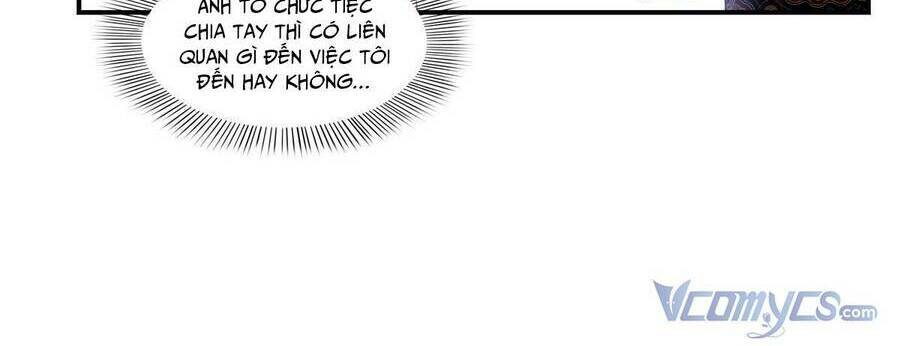 ANH TỔ CHỨC TIỆC
CHIA TAY THÌ CÓ LIÊN
QUAN GÌ ĐẾN VIỆC TÔI
ĐẾN HAY KHÔNG...
VCOMYCS.com